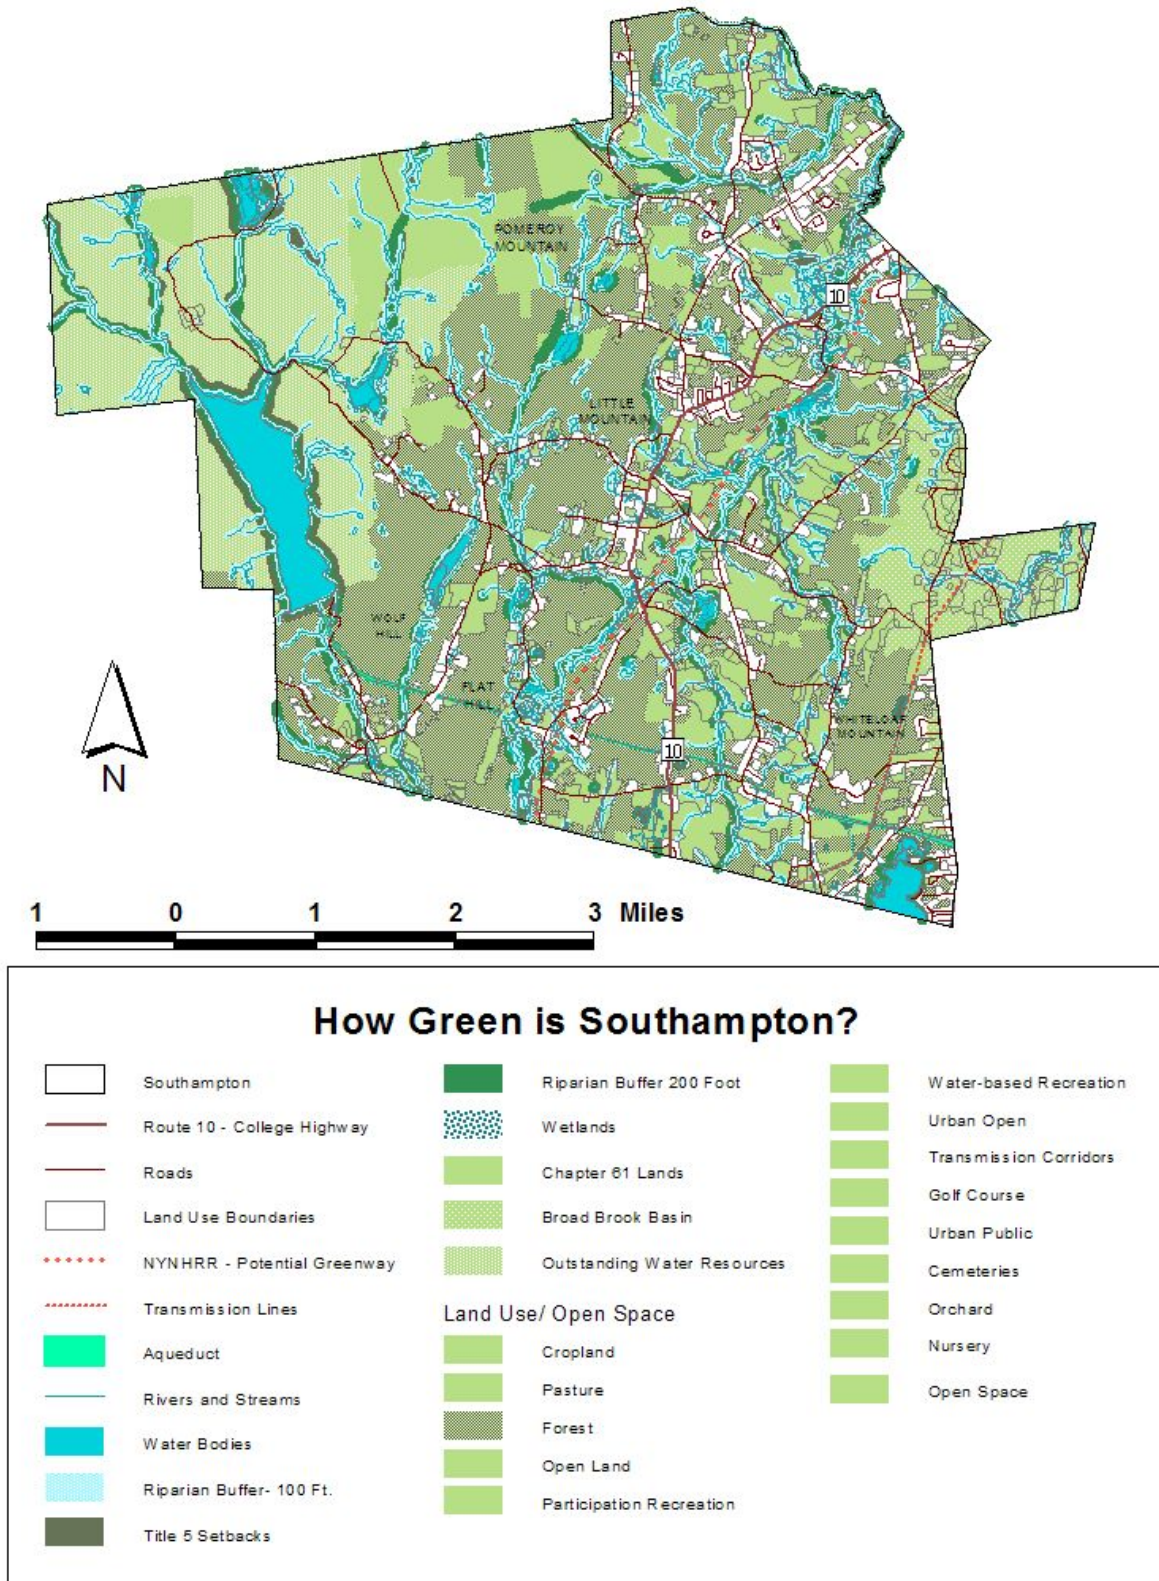 POMEROY
MOUNTAIN
10
LITTLE
MOUNTAIN
WOLF
HILL
FLAT
HILL
WHITELOAF
MOUNTAIN
10
N
1 0 1 2 3 Miles
How Green is Southampton?
Southampton
Route 10 - College Highway
Roads
Land Use Boundaries
NYNHRR - Potential Greenway
Transmission Lines
Aqueduct
Rivers and Streams
Water Bodies
Riparian Buffer- 100 Ft.
Title 5 Setbacks
Riparian Buffer 200 Foot
Wetlands
Chapter 61 Lands
Broad Brook Basin
Outstanding Water Resources
Land Use/ Open Space
Cropland
Pasture
Forest
Open Land
Participation Recreation
Water-based Recreation
Urban Open
Transmission Corridors
Golf Course
Urban Public
Cemeteries
Orchard
Nursery
Open Space